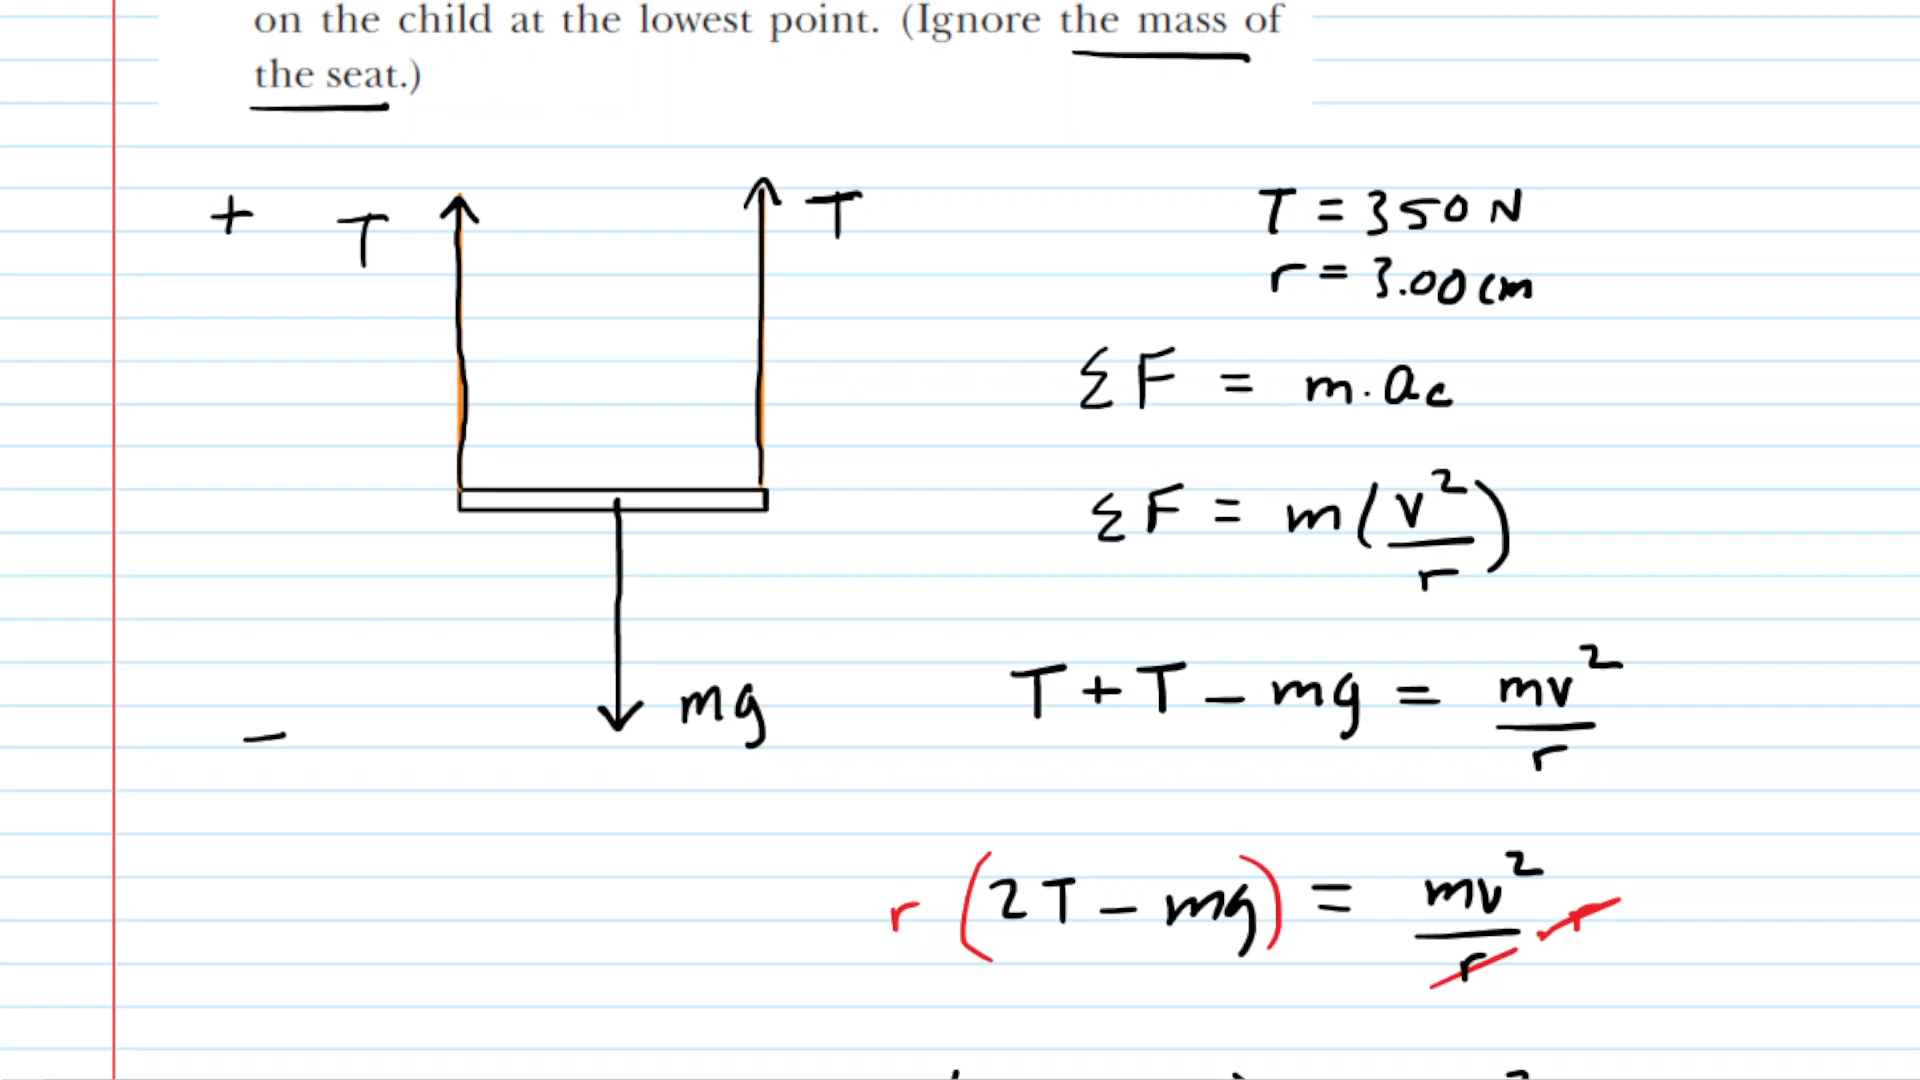 on the child at the lowest point. (Ignore the mass of
the seat.)
+ T T
T = 350 N
r = 3.00 cm
ΣF = m.ac
ΣF = m(v²/r)
mg
T + T − mg = mv²/r
−
r(2T − mg) = mv²/r r